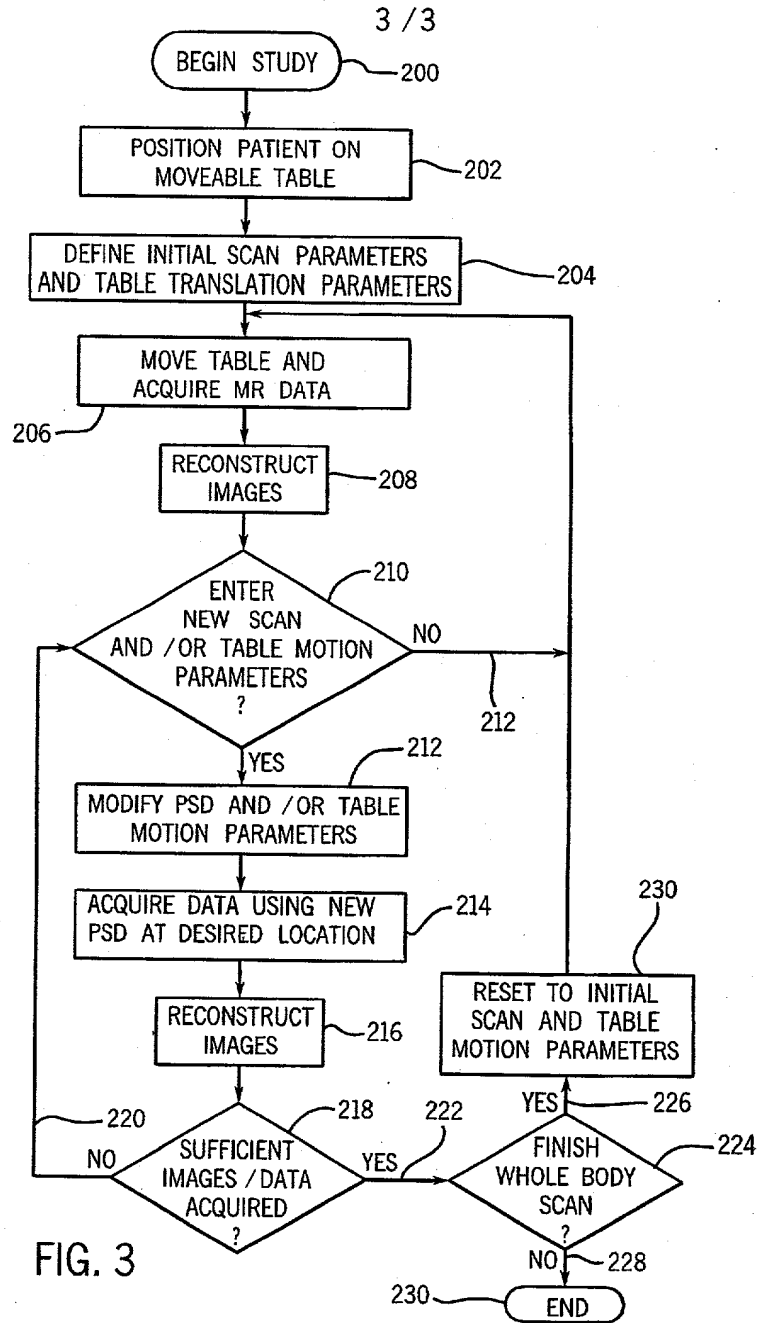 3 /3
BEGIN STUDY
200
POSITION PATIENT ON
MOVEABLE TABLE
202
DEFINE INITIAL SCAN PARAMETERS
AND TABLE TRANSLATION PARAMETERS
204
MOVE TABLE AND
ACQUIRE MR DATA
206
RECONSTRUCT
IMAGES
208
210
ENTER
NEW SCAN
AND /OR TABLE MOTION
PARAMETERS
?
NO
212
YES
212
MODIFY PSD AND /OR TABLE
MOTION PARAMETERS
ACQUIRE DATA USING NEW
PSD AT DESIRED LOCATION
214
230
RESET TO INITIAL
SCAN AND TABLE
MOTION PARAMETERS
RECONSTRUCT
IMAGES
216
220
218
222
YES
226
NO
SUFFICIENT
IMAGES /DATA
ACQUIRED
?
YES
FINISH
WHOLE BODY
SCAN
?
224
NO
228
FIG. 3
230
END